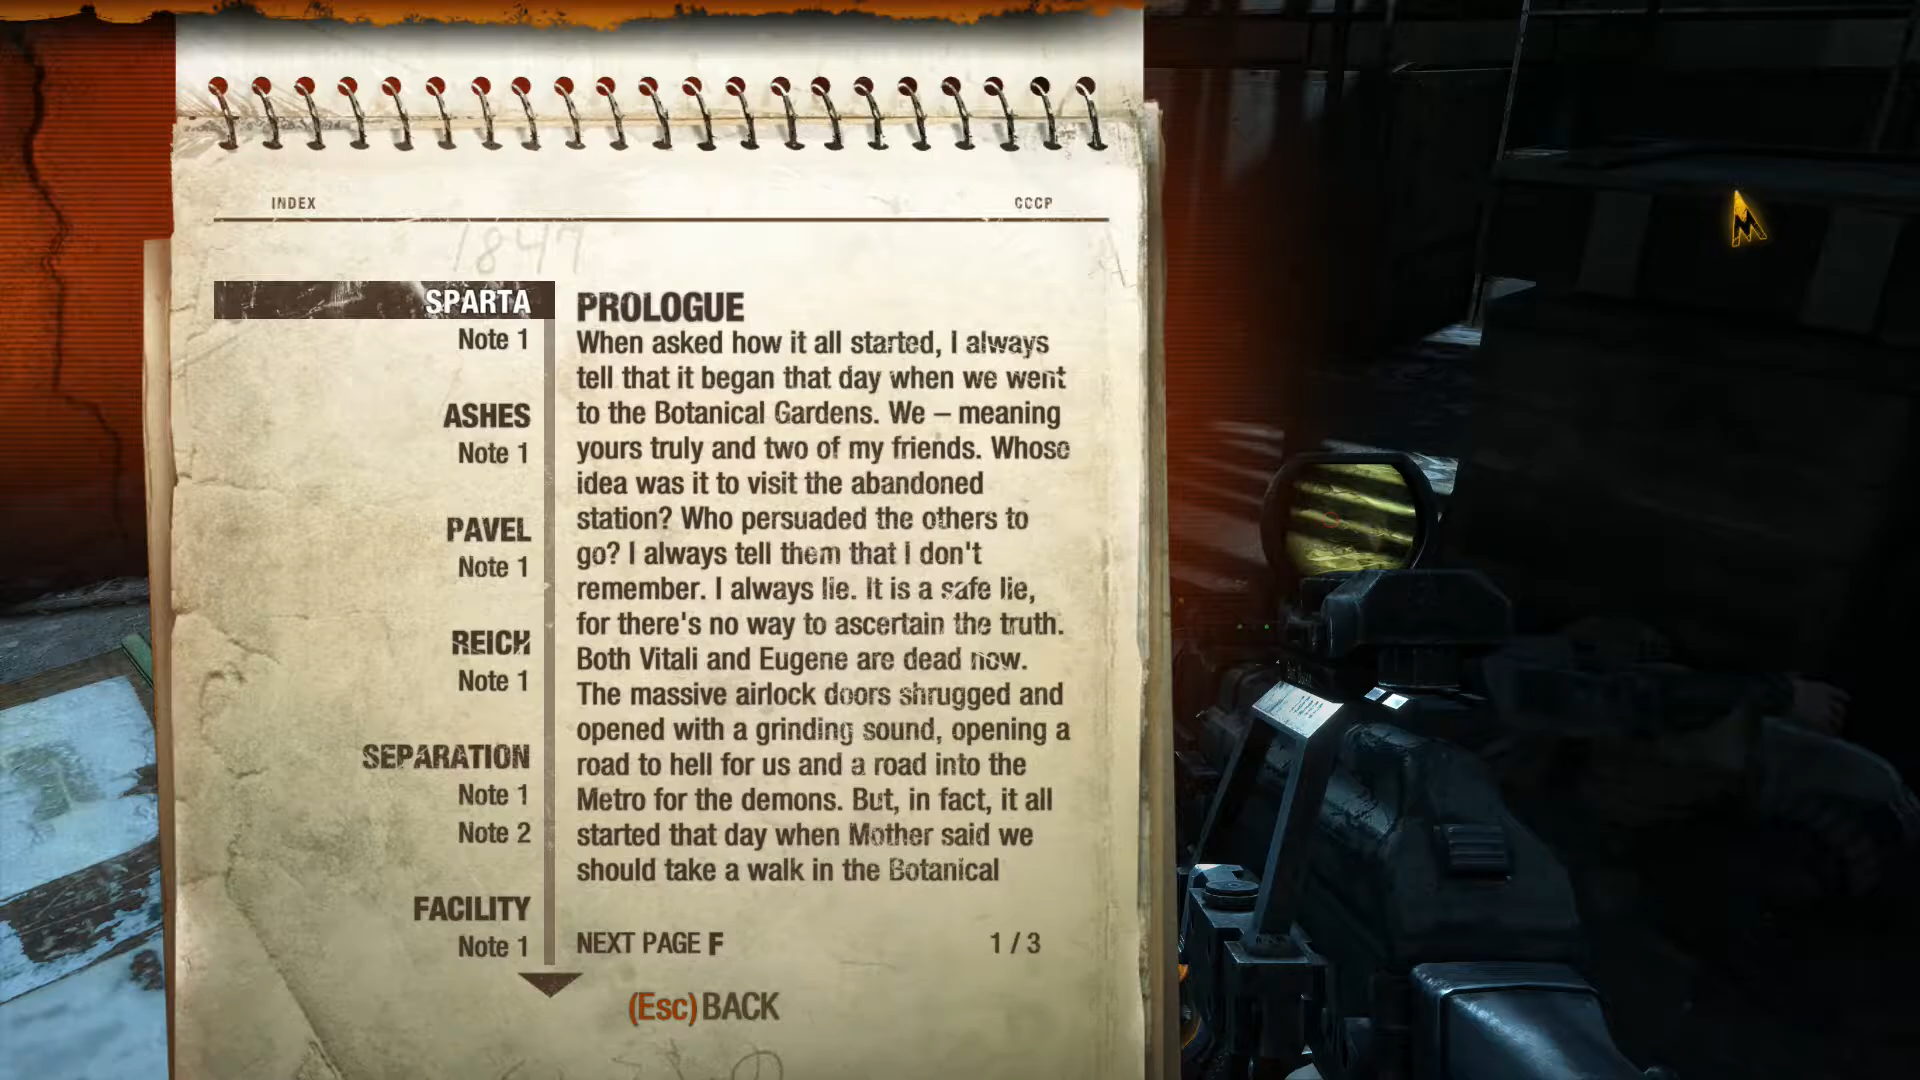 INDEX
CCCP
1847
SPARTA
Note 1
ASHES
Note 1
PAVEL
Note 1
REICH
Note 1
SEPARATION
Note 1
Note 2
FACILITY
Note 1
PROLOGUE
When asked how it all started, I always
tell that it began that day when we went
to the Botanical Gardens. We – meaning
yours truly and two of my friends. Whose
idea was it to visit the abandoned
station? Who persuaded the others to
go? I always tell them that I don't
remember. I always lie. It is a safe lie,
for there's no way to ascertain the truth.
Both Vitali and Eugene are dead now.
The massive airlock doors shrugged and
opened with a grinding sound, opening a
road to hell for us and a road into the
Metro for the demons. But, in fact, it all
started that day when Mother said we
should take a walk in the Botanical
NEXT PAGE F
1 / 3
(Esc) BACK